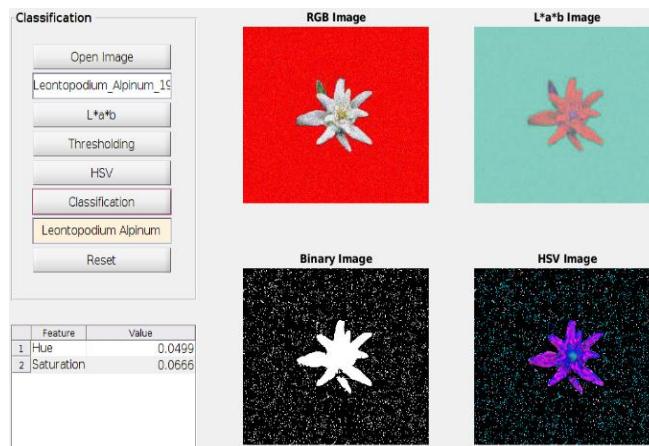 Classification
Open Image
Leontopodium_Alpinum_19
L*a*b
Thresholding
HSV
Classification
Leontopodium Alpinum
Reset
Feature Value
1 Hue 0.0499
2 Saturation 0.0666
RGB Image
L*a*b Image
Binary Image
HSV Image